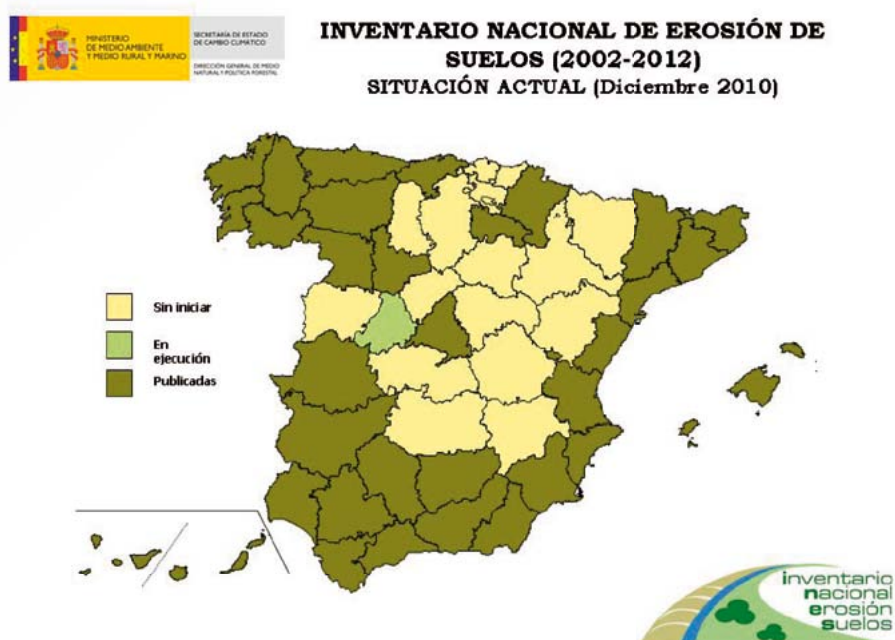 MINISTERIO
DE MEDIO AMBIENTE
Y MEDIO RURAL Y MARINO
SECRETARÍA DE ESTADO
DE CAMBIO CLIMÁTICO
DIRECCIÓN GENERAL DE MEDIO
NATURAL Y POLÍTICA FORESTAL
INVENTARIO NACIONAL DE EROSIÓN DE
SUELOS (2002-2012)
SITUACIÓN ACTUAL (Diciembre 2010)
Sin iniciar
En
ejecución
Publicadas
inventario
nacional
erosión
suelos